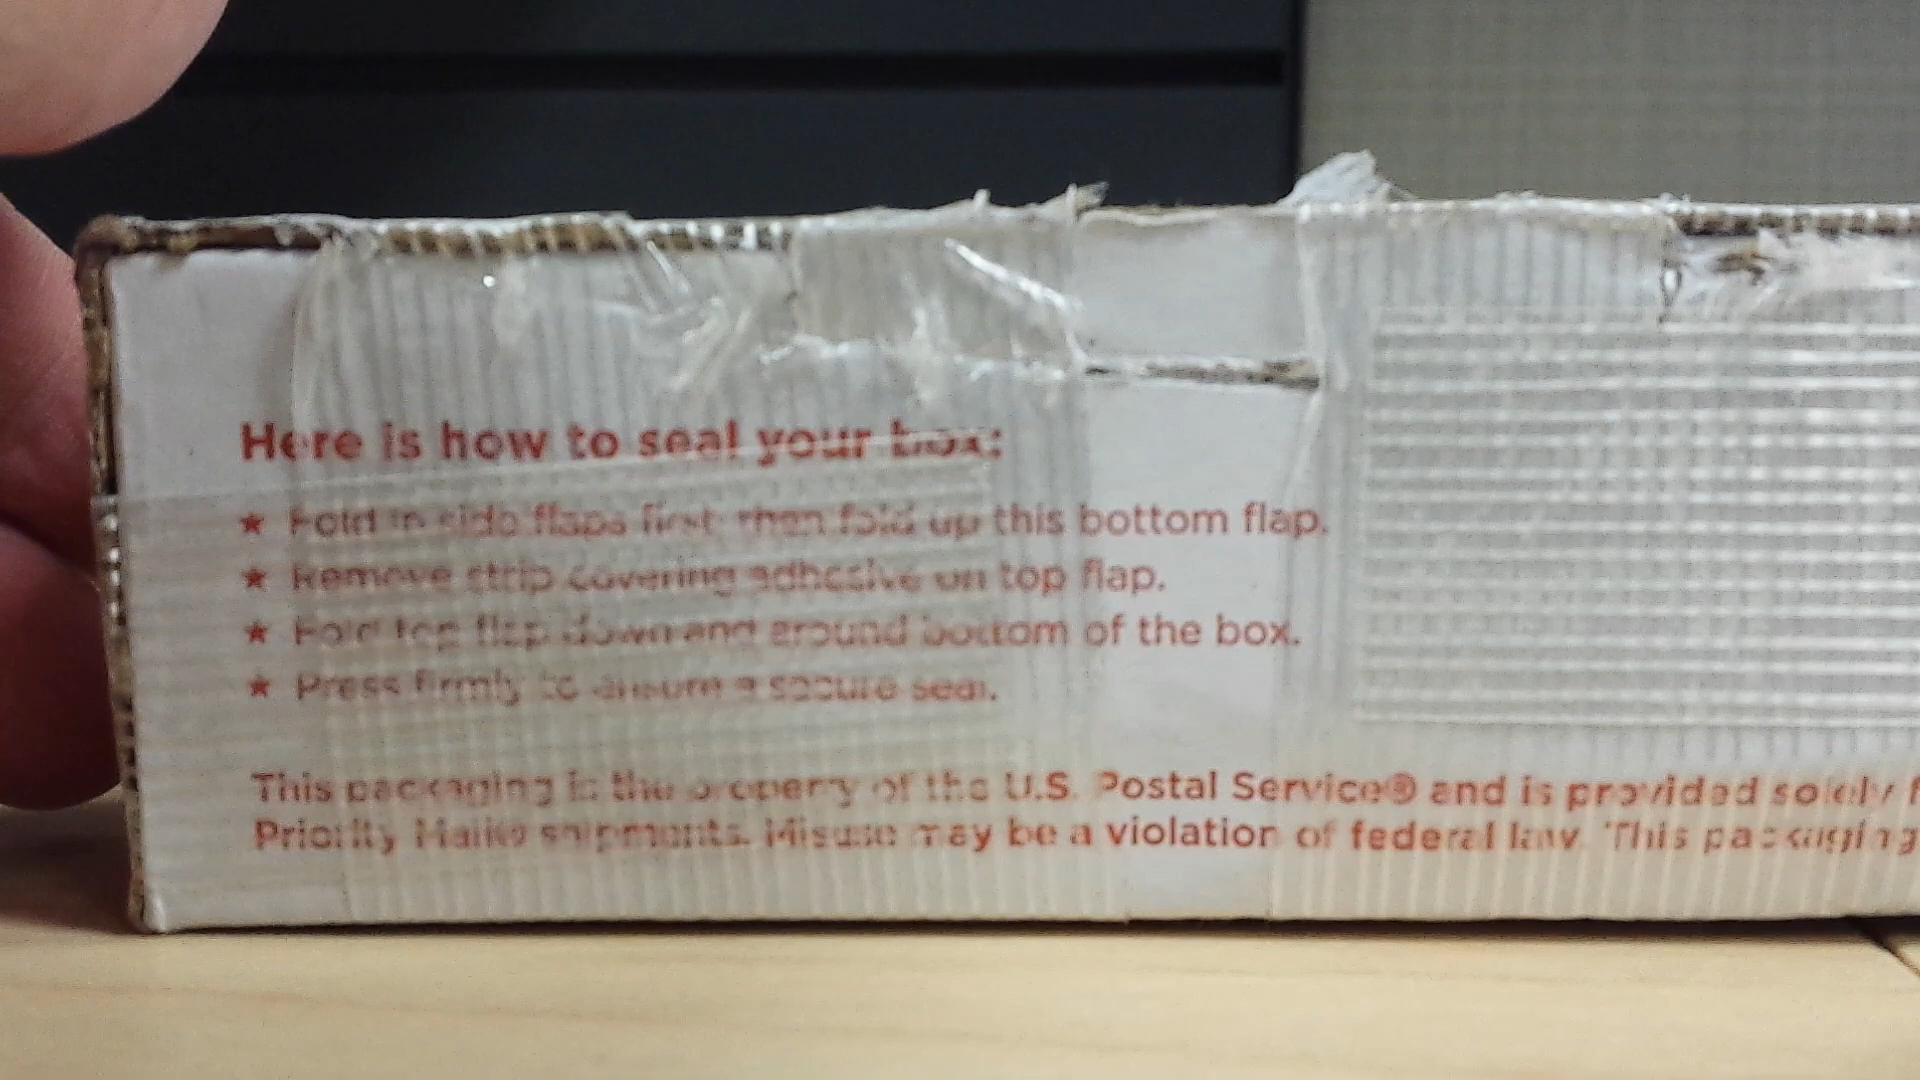 Here is how to seal your box:
★ Fold in side flaps first, then fold up this bottom flap.
★ Remove strip covering adhesive on top flap.
★ Fold top flap down and around bottom of the box.
★ Press firmly to ensure a secure seal.
This packaging is the property of the U.S. Postal Service® and is provided solely
Priority Mail® shipments. Misuse may be a violation of federal law. This packaging